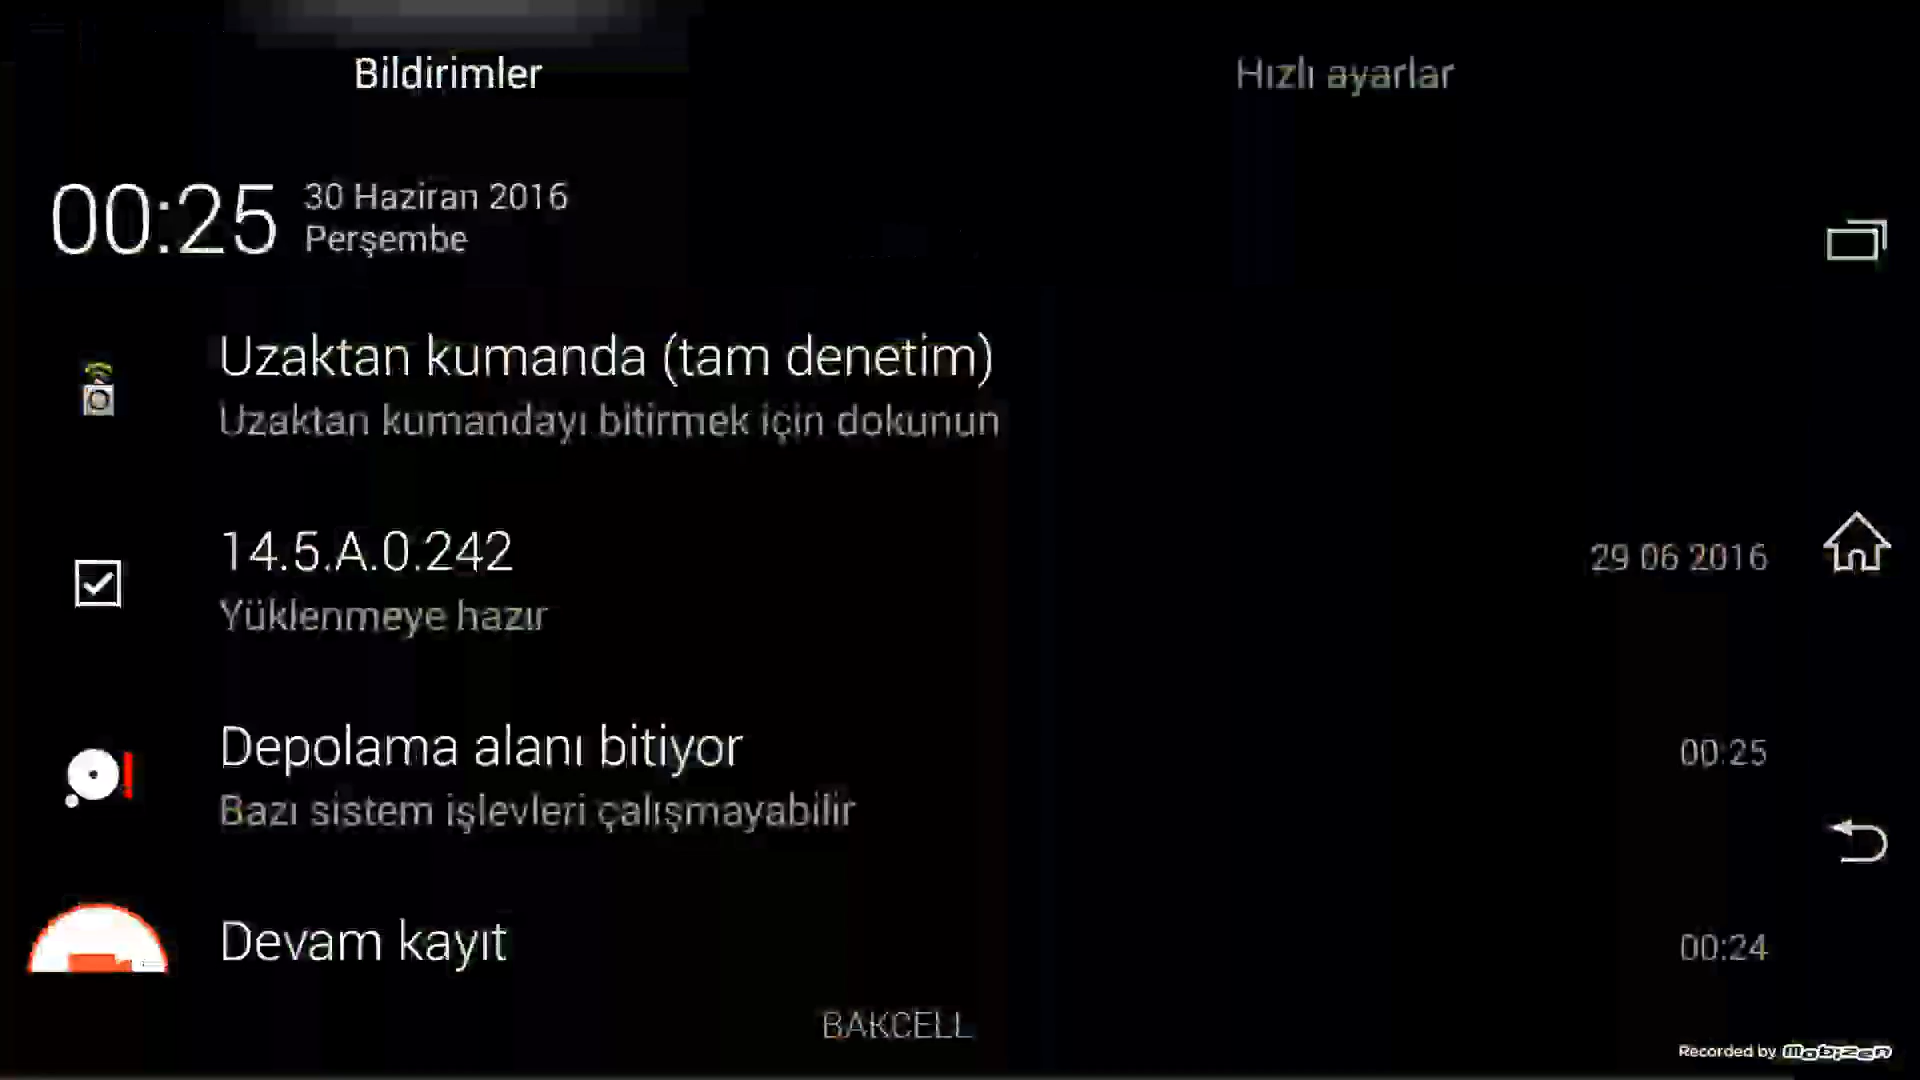 Bildirimler
Hızlı ayarlar
00:25
30 Haziran 2016
Perşembe
Uzaktan kumanda (tam denetim)
Uzaktan kumandayı bitirmek için dokunun
14.5.A.0.242
29 06 2016
Yüklenmeye hazır
Depolama alanı bitiyor
00:25
Bazı sistem işlevleri çalışmayabilir
Devam kayıt
00:24
BAKCELL
Recorded by mobizen